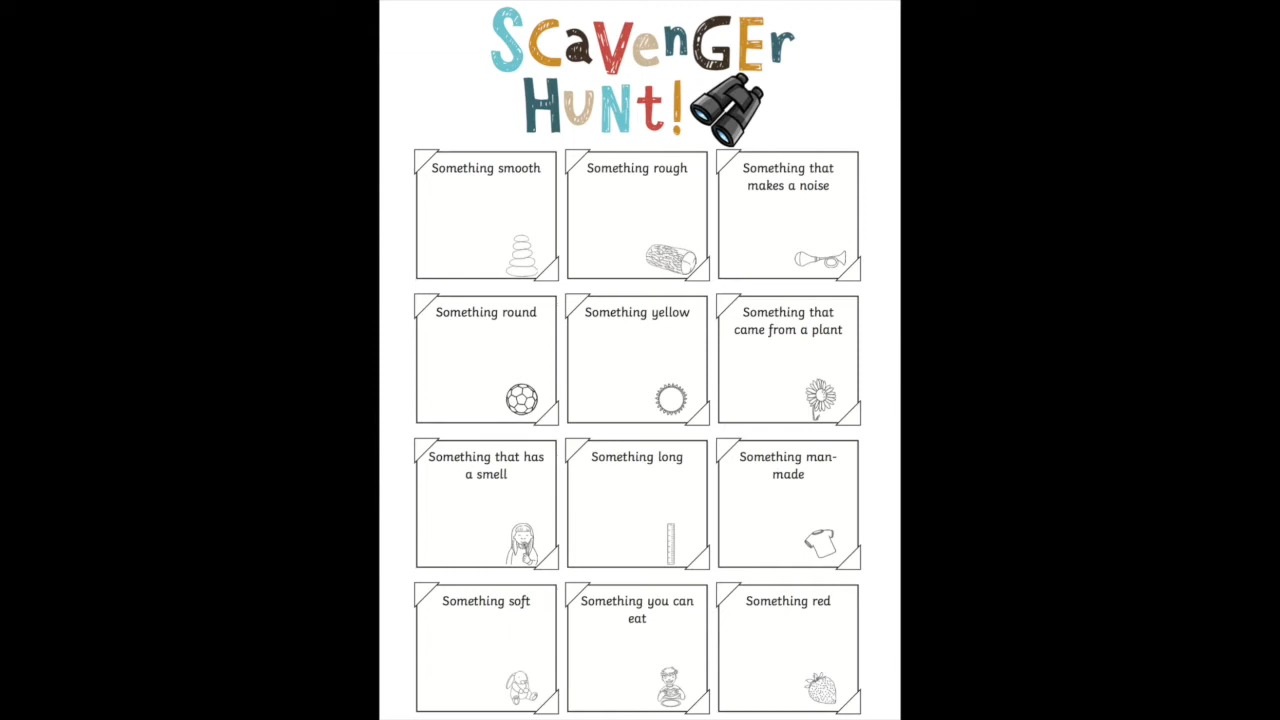 ScavenGEr
HuNt!
Something smooth
Something rough
Something that
makes a noise
Something round
Something yellow
Something that
came from a plant
Something that has
a smell
Something long
Something man-
made
Something soft
Something you can
eat
Something red